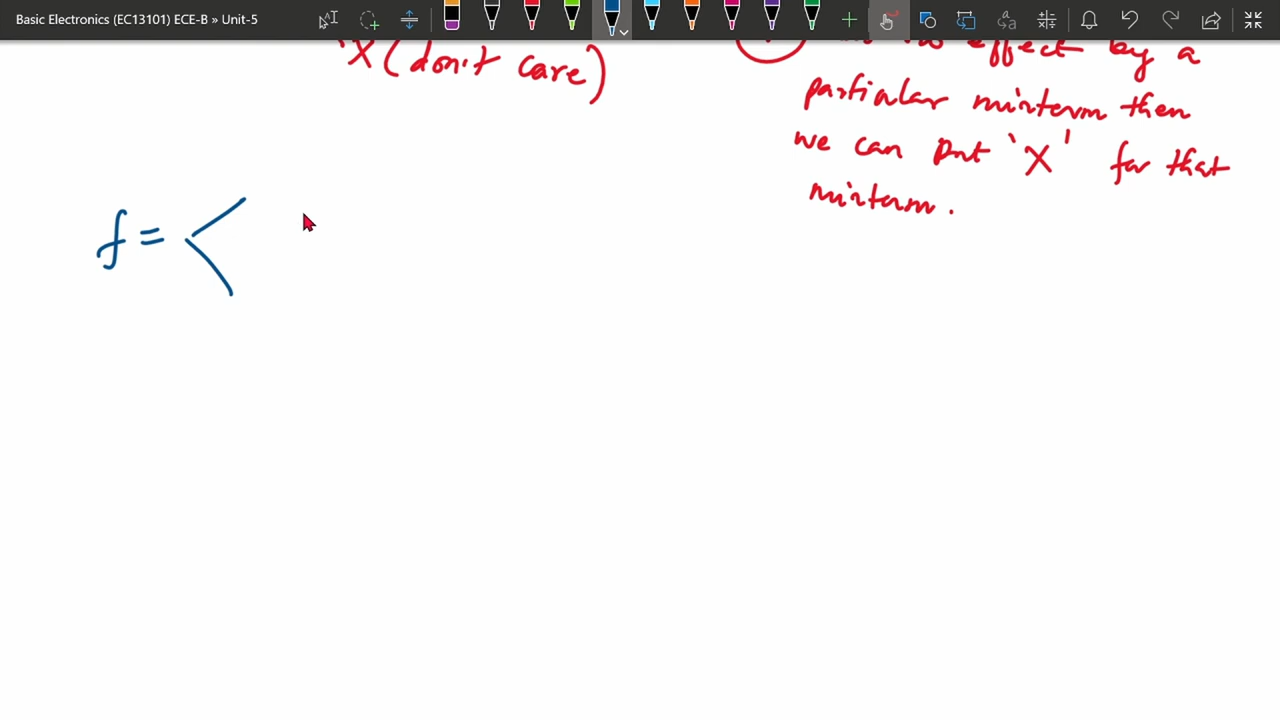 Basic Electronics (EC13101) ECE-B » Unit-5
'X (don't care)
no effect by a
particular minterm then
we can put 'X' for that
minterm.
f = <